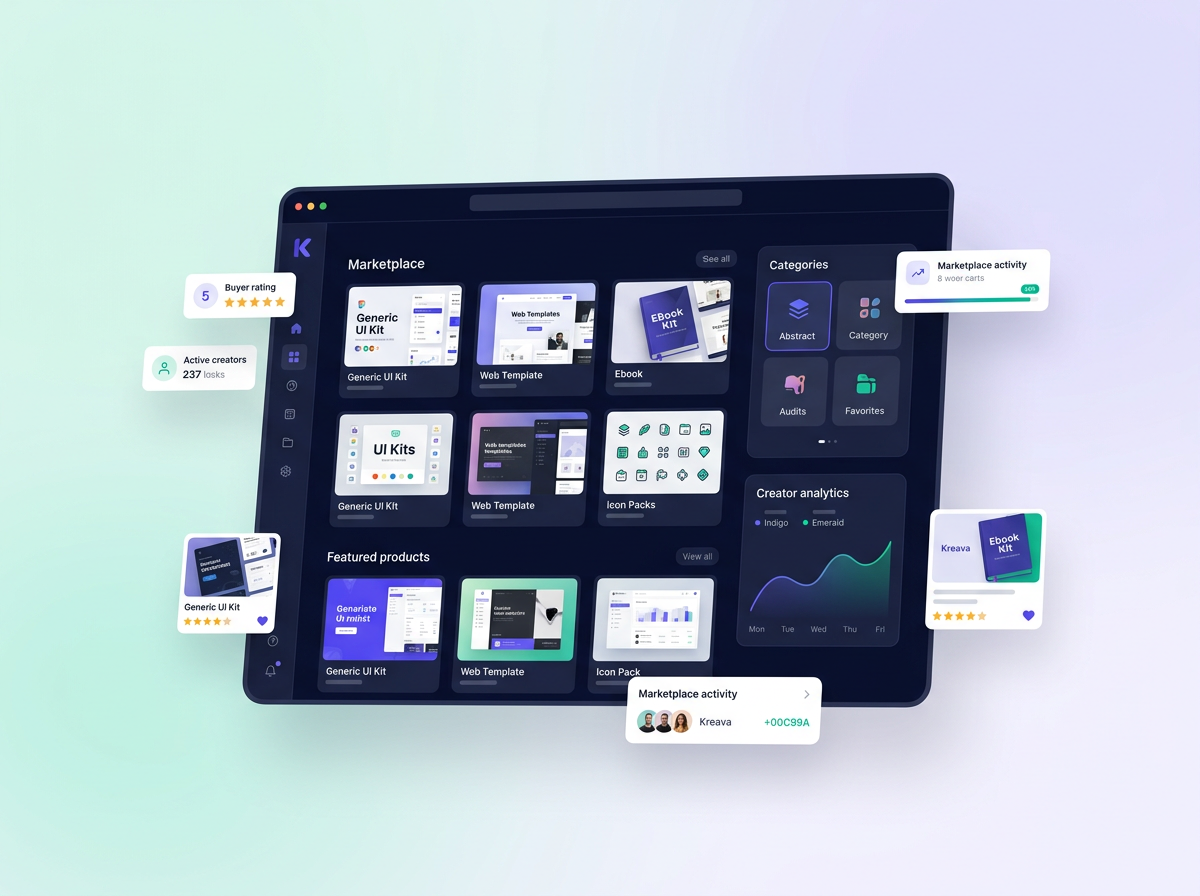 K
Marketplace
See all
Generic
UI Kit
Generic UI Kit
Web Templates
Web Template
EBook
Kit
Ebook
UI Kits
Generic UI Kit
Web Template
Icon Packs
Featured products
View all
Generic UI Kit
Web Template
Icon Pack
Categories
Abstract
Category
Audits
Favorites
Creator analytics
Indigo
Emeraid
Mon
Tue
Wed
Thu
Fri
5
Buyer rating
Active creators
237 losks
Generic UI Kit
Marketplace activity
8 woor carts
Kreava
Ebook
Kit
Marketplace activity
Kreava
+00C99A